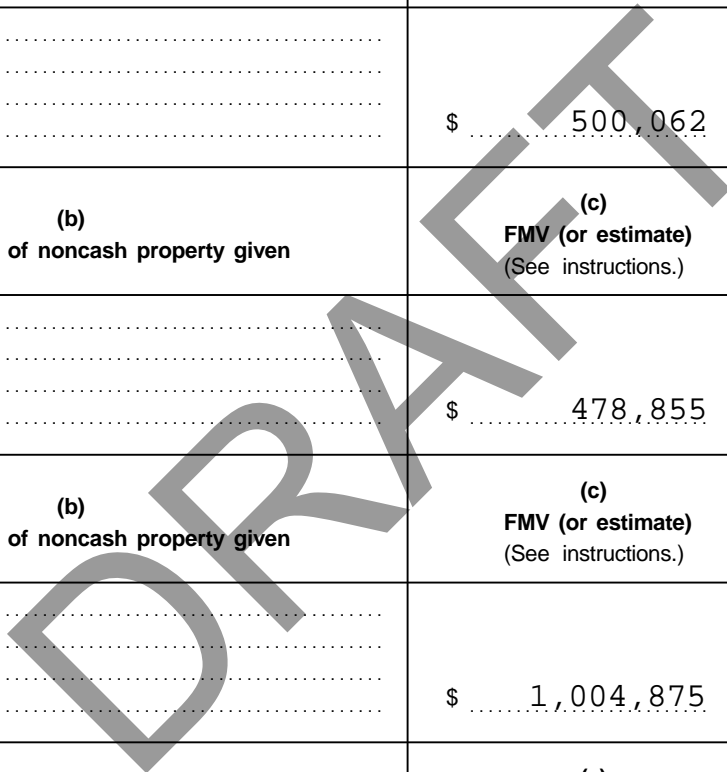 $ 500,062
(b)
of noncash property given
(c)
FMV (or estimate)
(See instructions.)
$ 478,855
(b)
of noncash property given
(c)
FMV (or estimate)
(See instructions.)
$ 1,004,875
DRAFT